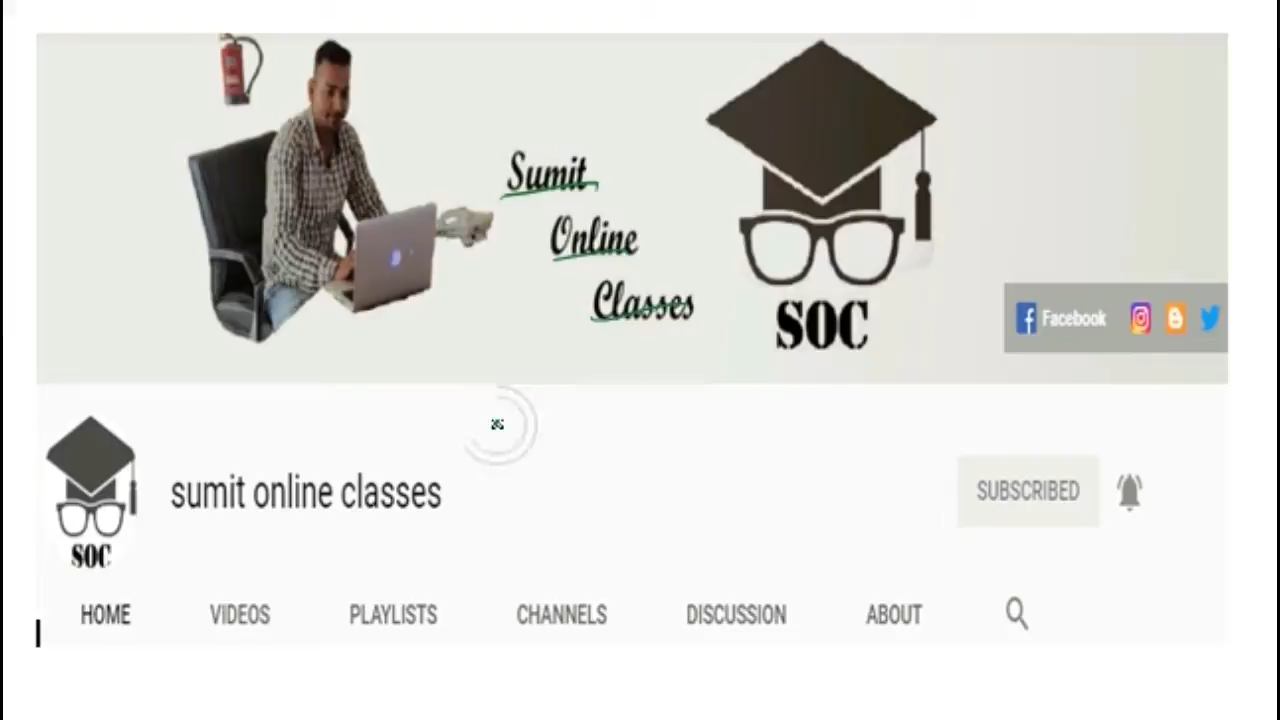 Sumit
Online
Classes
SOC
Facebook
sumit online classes
SUBSCRIBED
SOC
HOME VIDEOS PLAYLISTS CHANNELS DISCUSSION ABOUT